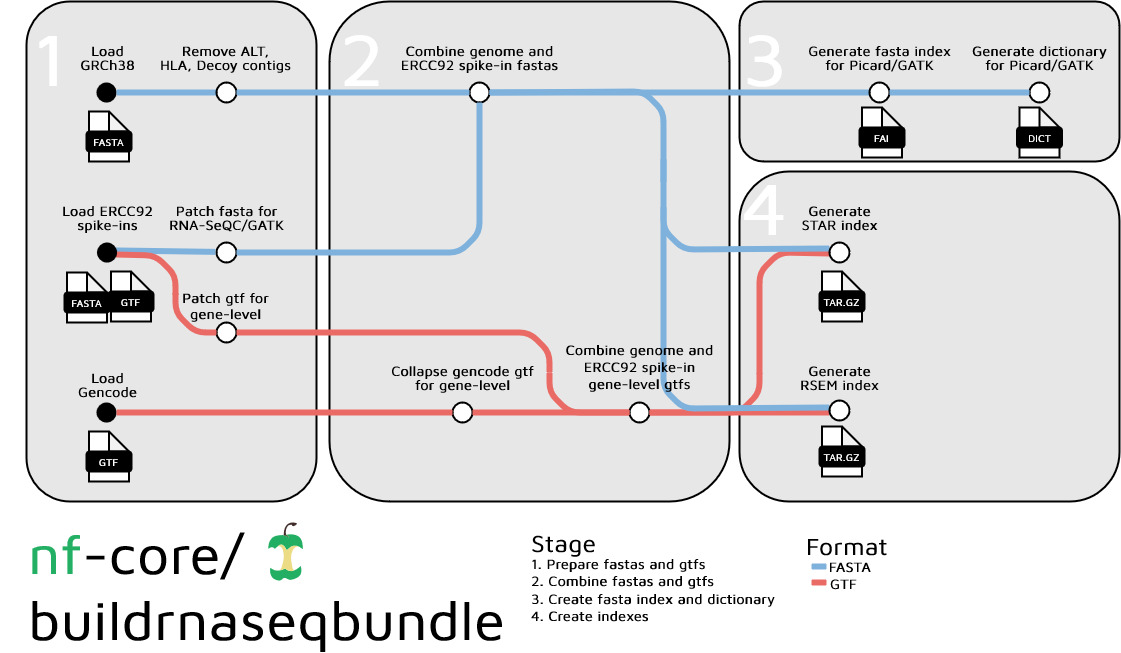 1
Load
GRCh38
Remove ALT,
HLA, Decoy contigs
FASTA
Load ERCC92
spike-ins
Patch fasta for
RNA-SeQC/GATK
FASTA
GTF
Patch gtf for
gene-level
Load
Gencode
GTF
2
Combine genome and
ERCC92 spike-in fastas
Collapse gencode gtf
for gene-level
Combine genome and
ERCC92 spike-in
gene-level gtfs
3
Generate fasta index
for Picard/GATK
Generate dictionary
for Picard/GATK
FAI
DICT
4
Generate
STAR index
TAR.GZ
Generate
RSEM index
TAR.GZ
nf-core/
buildrnaseqbundle
Stage
1. Prepare fastas and gtfs
2. Combine fastas and gtfs
3. Create fasta index and dictionary
4. Create indexes
Format
FASTA
GTF